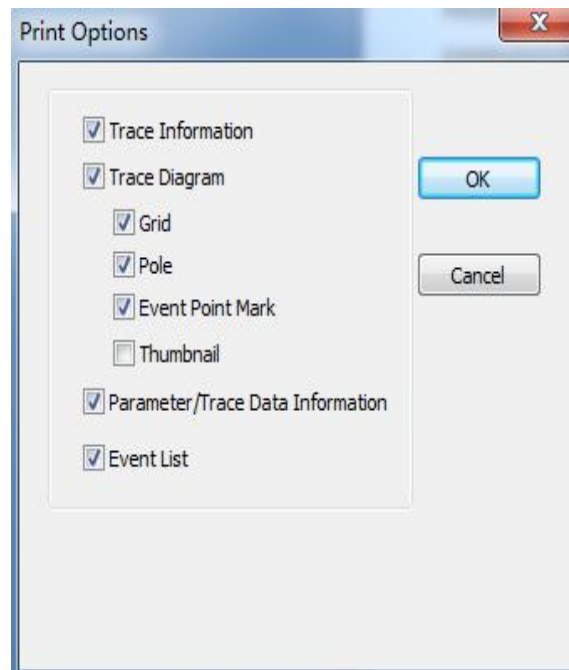 Print Options
X
Trace Information
Trace Diagram
OK
Grid
Pole
Cancel
Event Point Mark
Thumbnail
Parameter/Trace Data Information
Event List